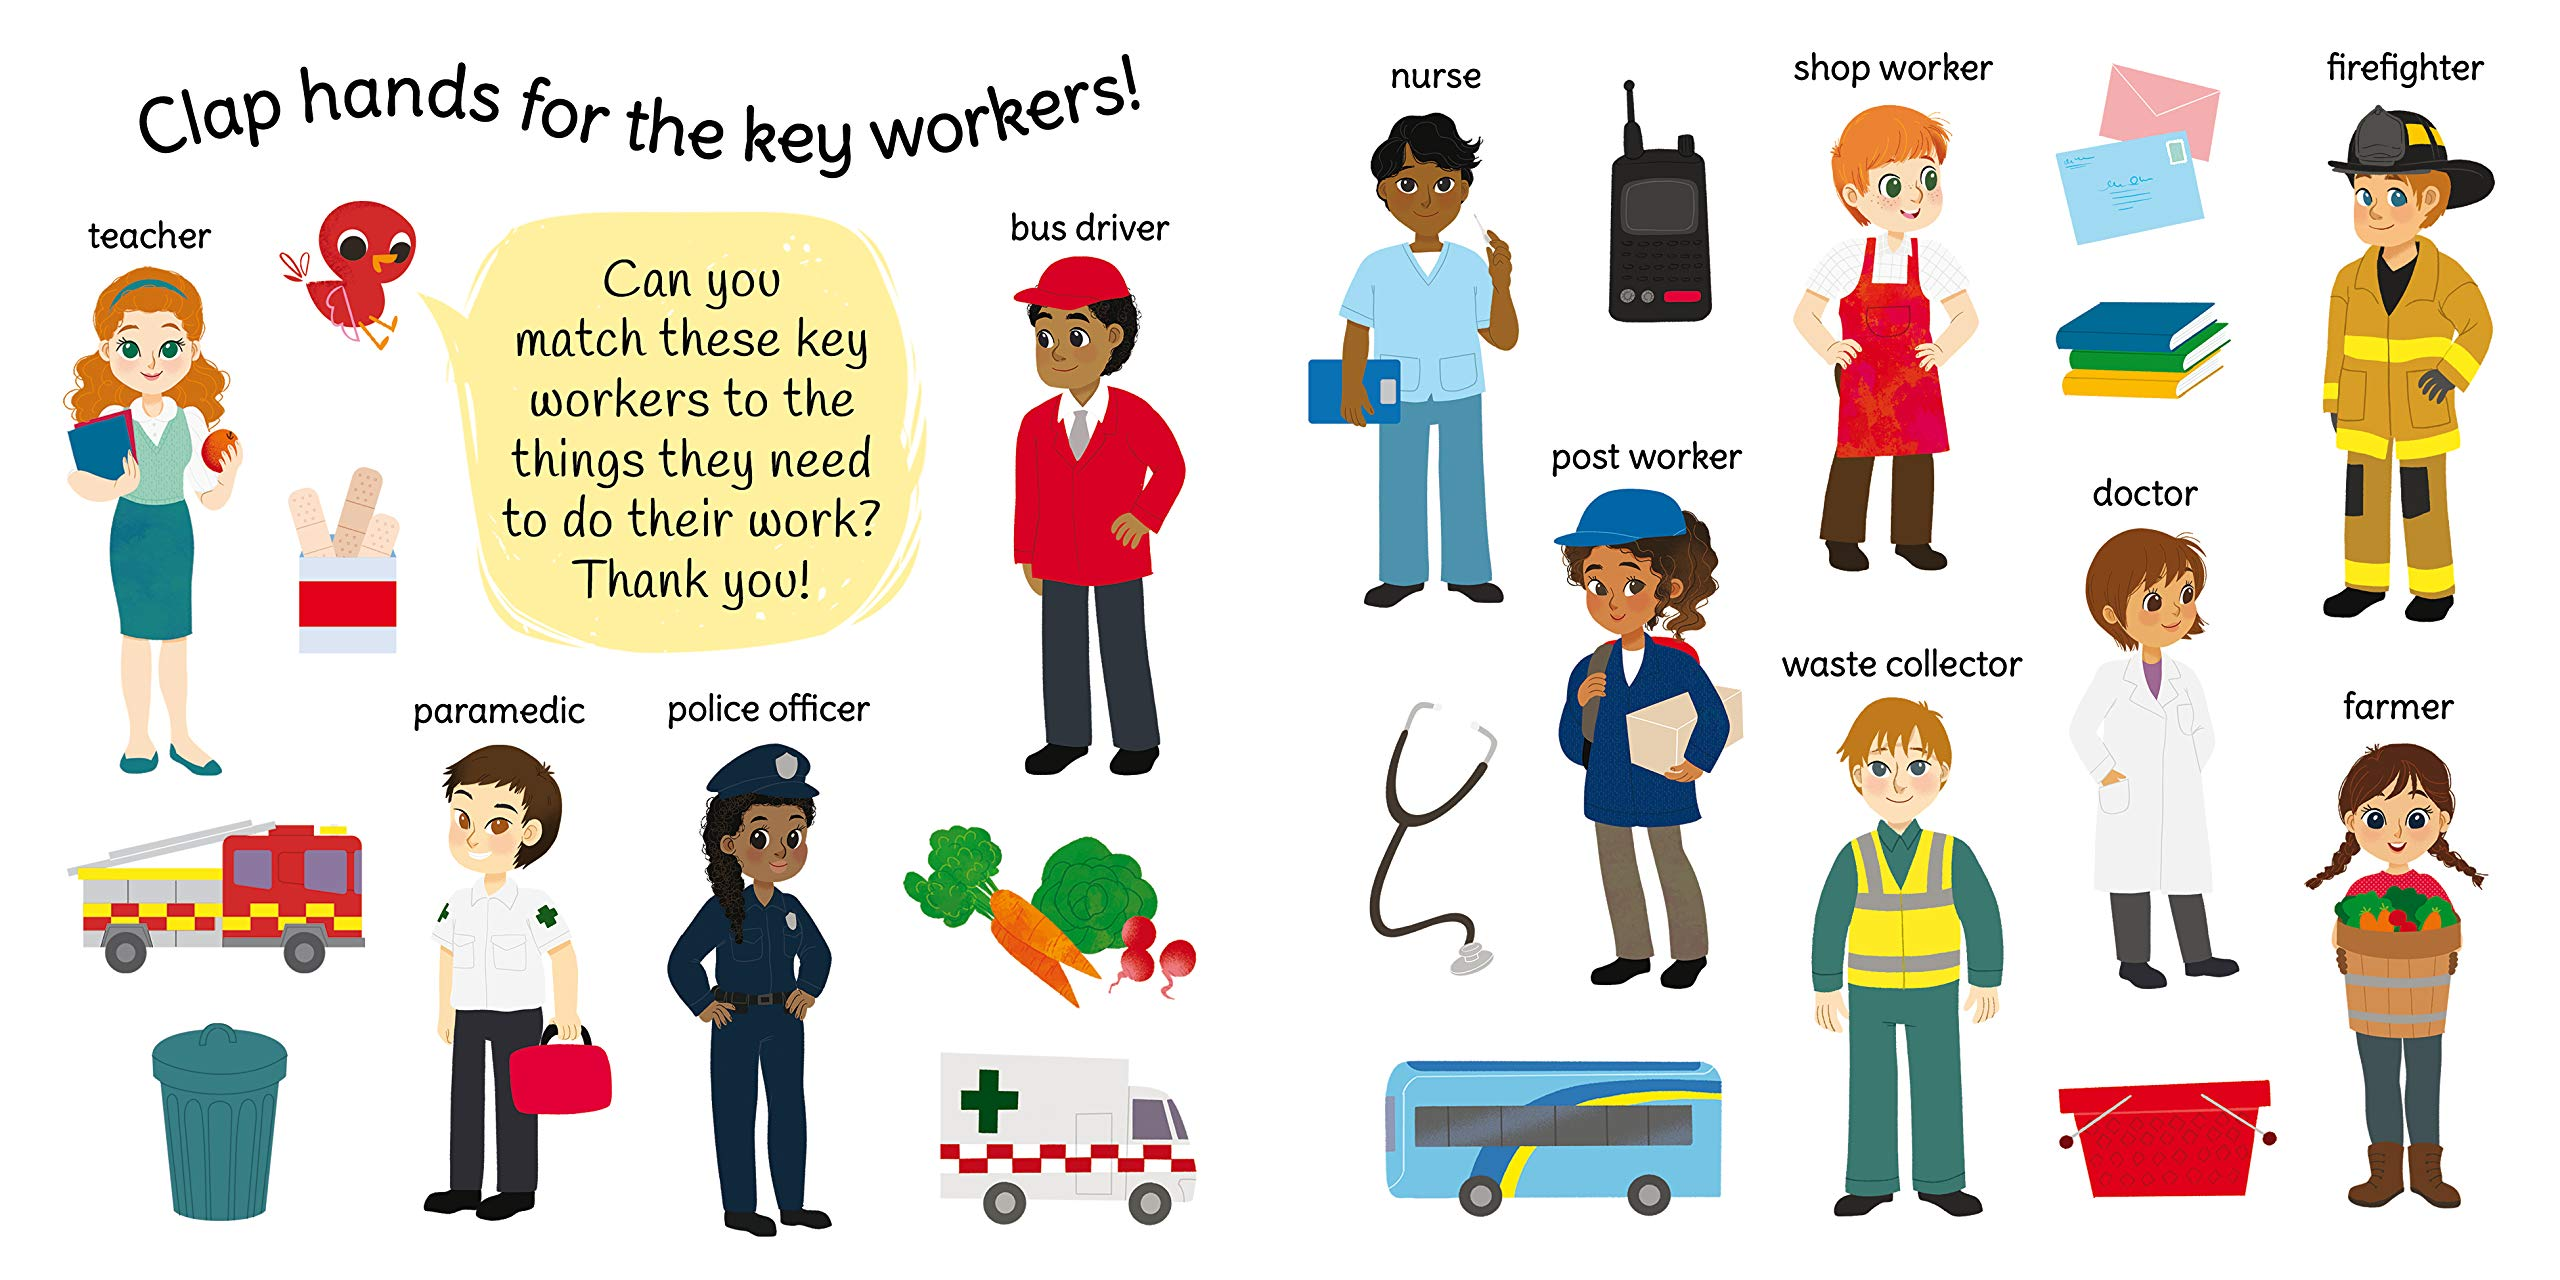 Clap hands for the key workers!
teacher
Can you
match these key
workers to the
things they need
to do their work?
Thank you!
bus driver
paramedic
police officer
nurse
shop worker
firefighter
post worker
doctor
waste collector
farmer